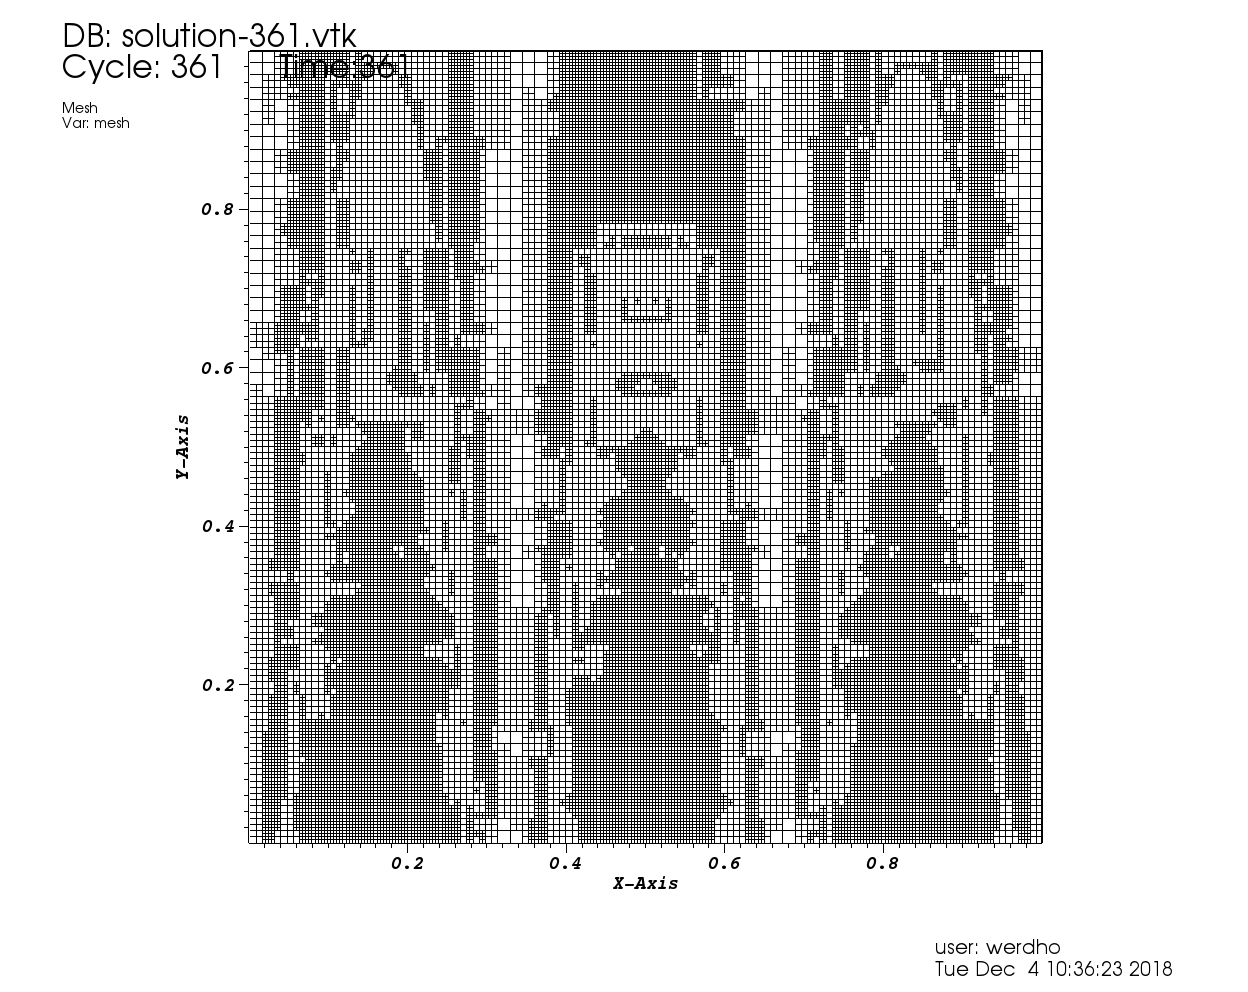 DB: solution-361.vtk
Cycle: 361 Time:361
Mesh
Var: mesh
0.8
0.6
0.4
0.2
Y-Axis
0.2 0.4 0.6 0.8
X-Axis
user: werdho
Tue Dec 4 10:36:23 2018